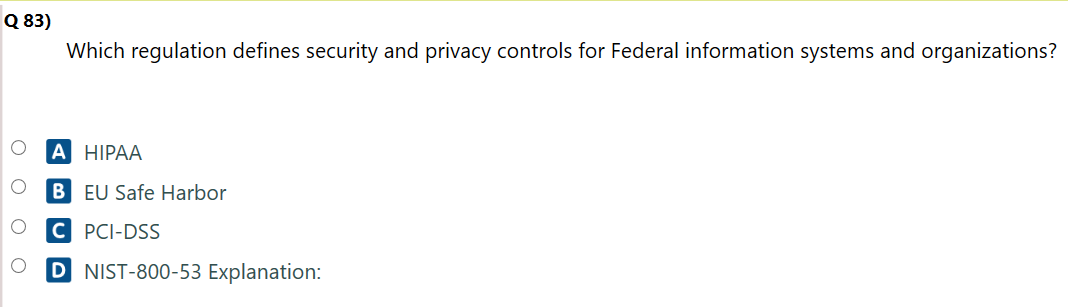 Q 83)
Which regulation defines security and privacy controls for Federal information systems and organizations?
A HIPAA
B EU Safe Harbor
C PCI-DSS
D NIST-800-53 Explanation: